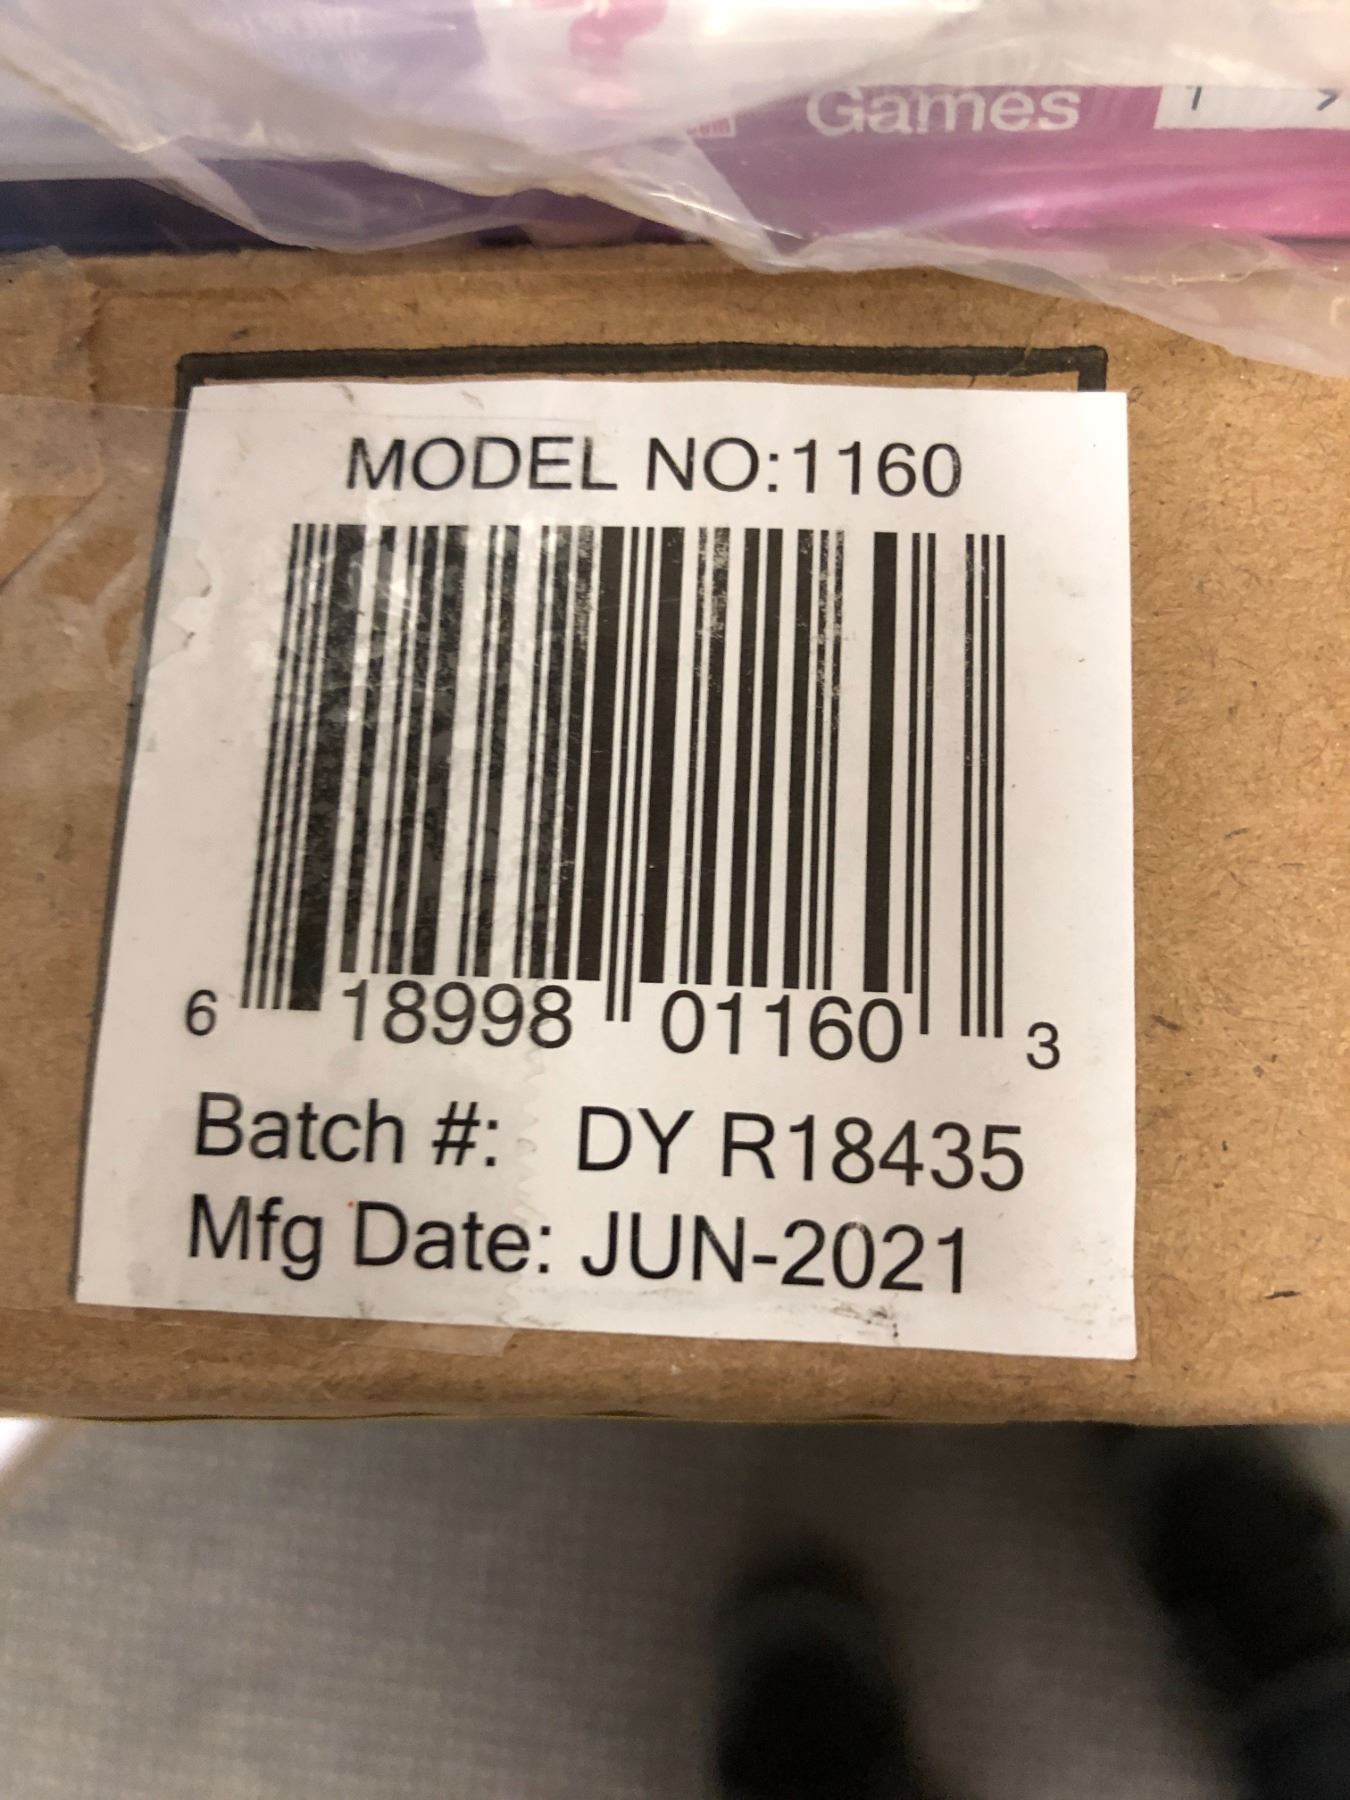 Games
MODEL NO:1160
6 18998 01160 3
Batch #: DY R18435
Mfg Date: JUN-2021